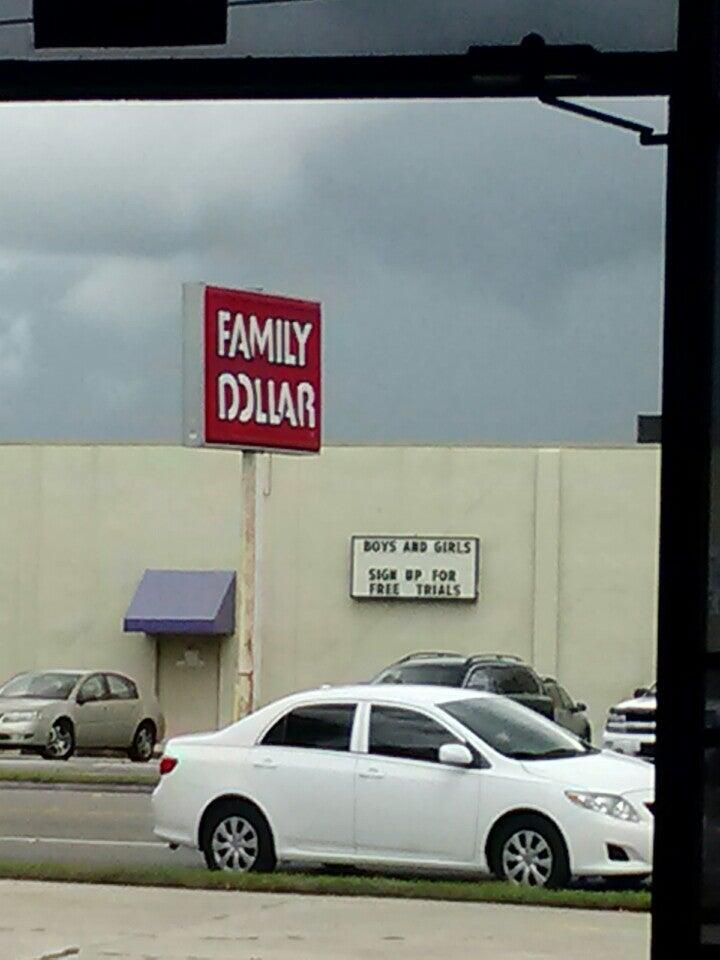 FAMILY
DOLLAR
BOYS AND GIRLS
SIGN UP FOR
FREE TRIALS